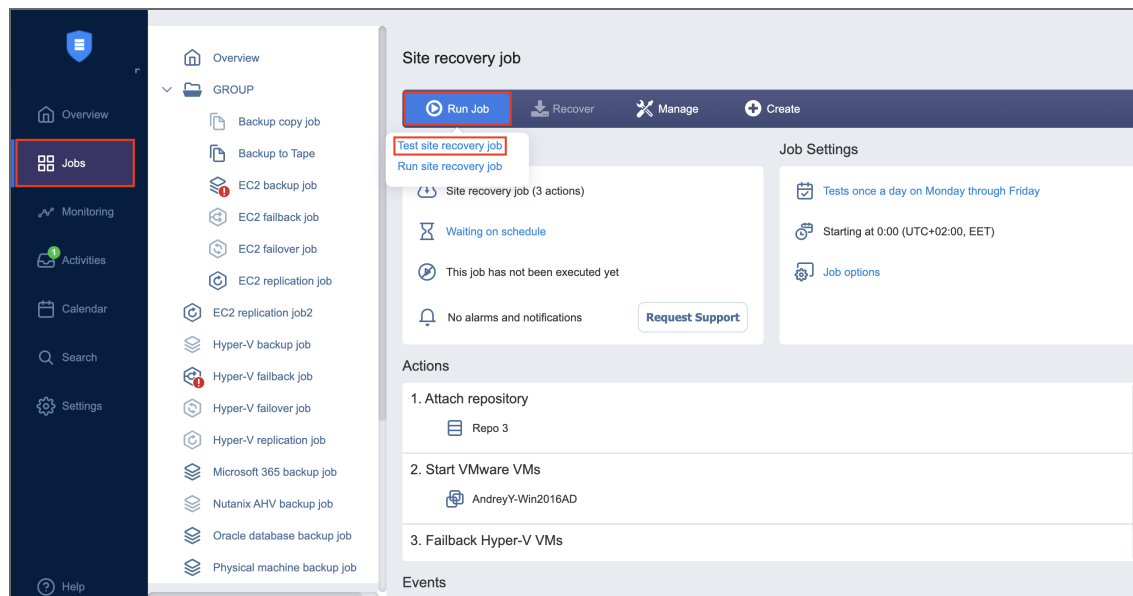 Overview
Jobs
Monitoring
1
Activities
Calendar
Search
Settings
Help
Overview
GROUP
Backup copy job
Backup to Tape
EC2 backup job
EC2 failback job
EC2 failover job
EC2 replication job
EC2 replication job2
Hyper-V backup job
Hyper-V failback job
Hyper-V failover job
Hyper-V replication job
Microsoft 365 backup job
Nutanix AHV backup job
Oracle database backup job
Physical machine backup job
Site recovery job
Run Job Recover Manage Create
Test site recovery job
Run site recovery job
Site recovery job (3 actions)
Waiting on schedule
This job has not been executed yet
No alarms and notifications Request Support
Job Settings
Tests once a day on Monday through Friday
Starting at 0:00 (UTC+02:00, EET)
Job options
Actions
1. Attach repository
Repo 3
2. Start VMware VMs
AndreyY-Win2016AD
3. Failback Hyper-V VMs
Events